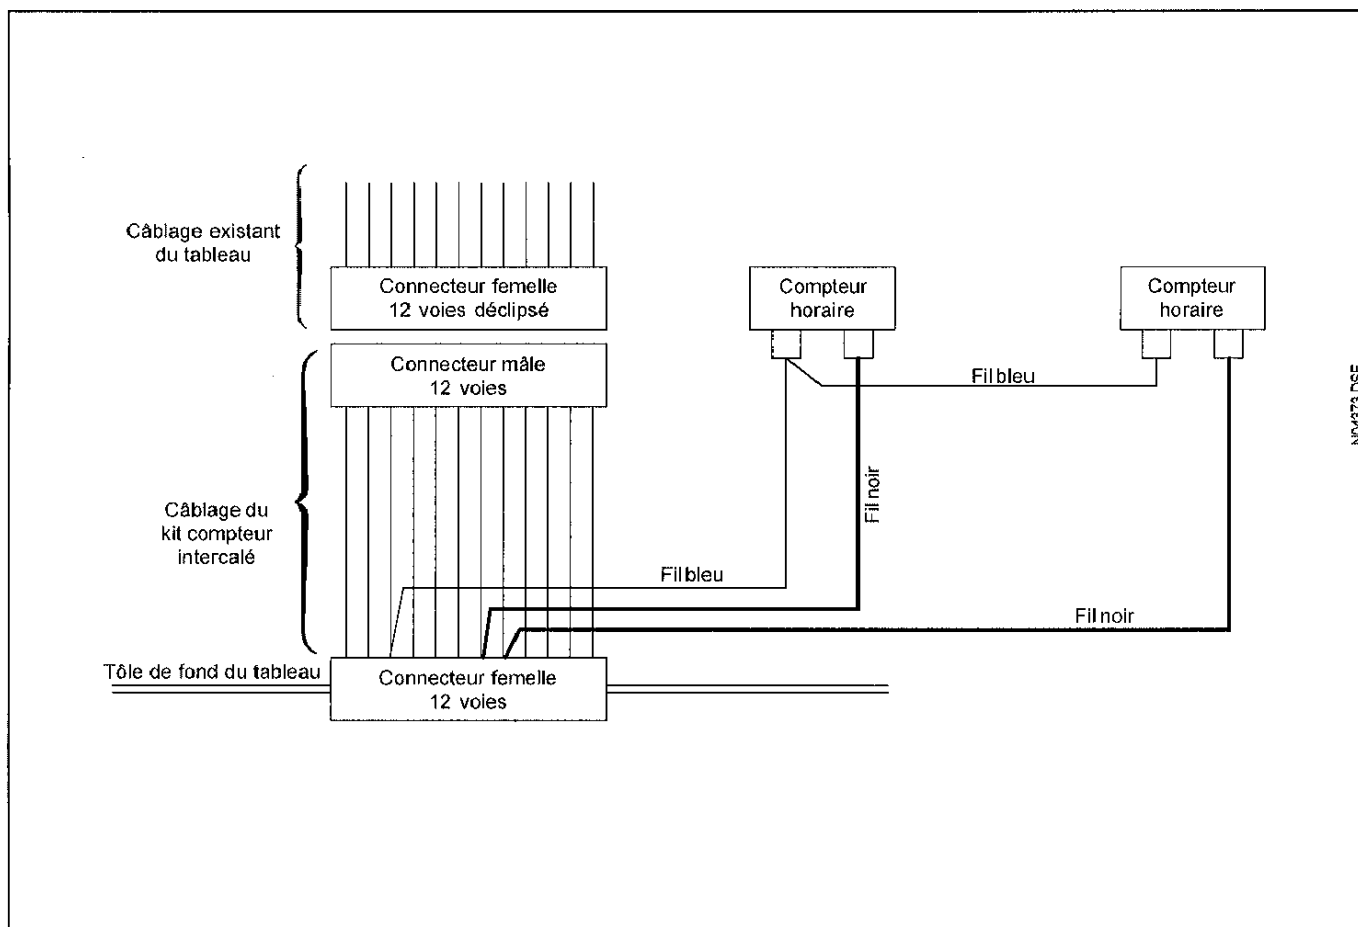 Câblage existant
du tableau
Connecteur femelle
12 voies déclipsé
Compteur
horaire
Compteur
horaire
Connecteur mâle
12 voies
Fil bleu
Câblage du
kit compteur
intercalé
Fil noir
Fil bleu
Fil noir
Tôle de fond du tableau
Connecteur femelle
12 voies